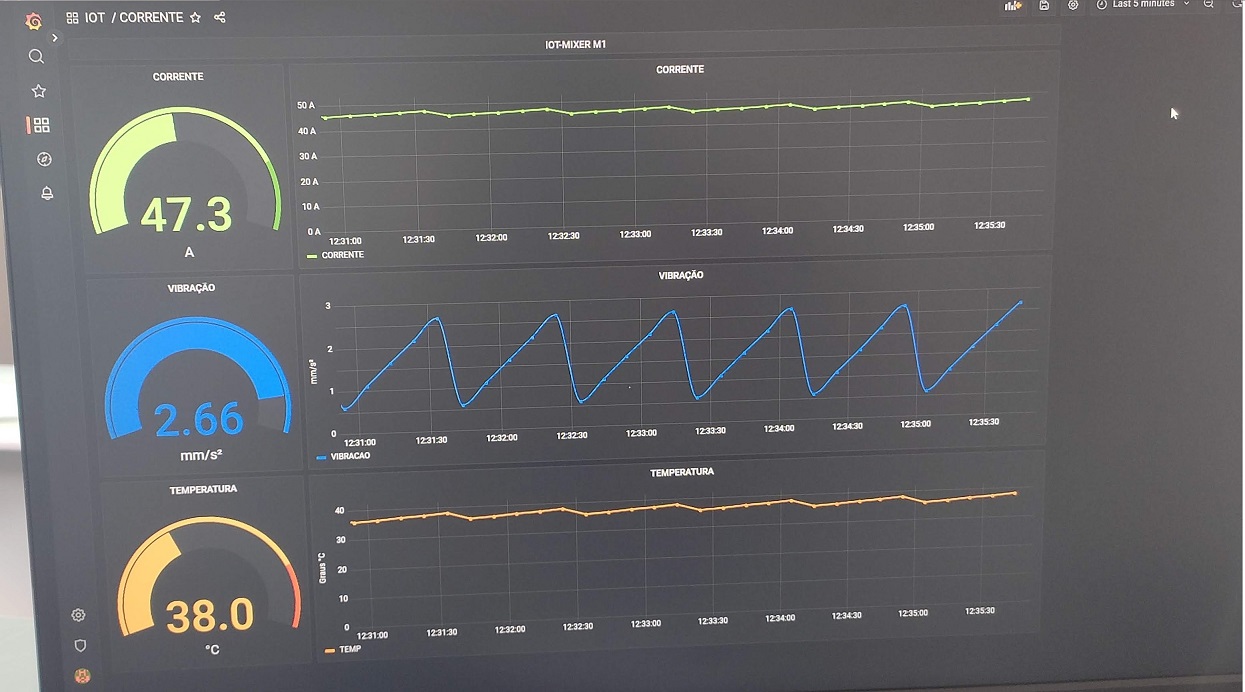 IOT / CORRENTE
Last 5 minutes
IOT-MIXER M1
CORRENTE
47.3
A
CORRENTE
50 A
40 A
30 A
20 A
10 A
0 A
12:31:00 12:31:30 12:32:00 12:32:30 12:33:00 12:33:30 12:34:00 12:34:30 12:35:00 12:35:30
CORRENTE
VIBRAÇÃO
2.66
mm/s²
VIBRAÇÃO
mm/s²
3
2
1
0
12:31:00 12:31:30 12:32:00 12:32:30 12:33:00 12:33:30 12:34:00 12:34:30 12:35:00 12:35:30
VIBRACAO
TEMPERATURA
38.0
°C
TEMPERATURA
Graus °C
40
30
20
10
0
12:31:00 12:31:30 12:32:00 12:32:30 12:33:00 12:33:30 12:34:00 12:34:30 12:35:00 12:35:30
TEMP